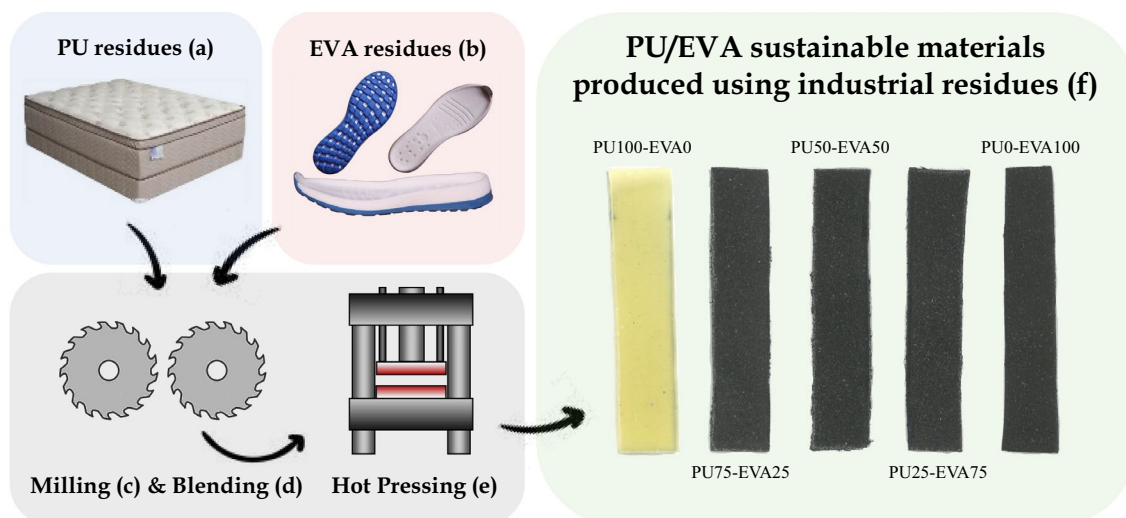 PU residues (a)
EVA residues (b)
PU/EVA sustainable materials
produced using industrial residues (f)
PU100-EVA0
PU50-EVA50
PU0-EVA100
PU75-EVA25
PU25-EVA75
Milling (c) & Blending (d)
Hot Pressing (e)